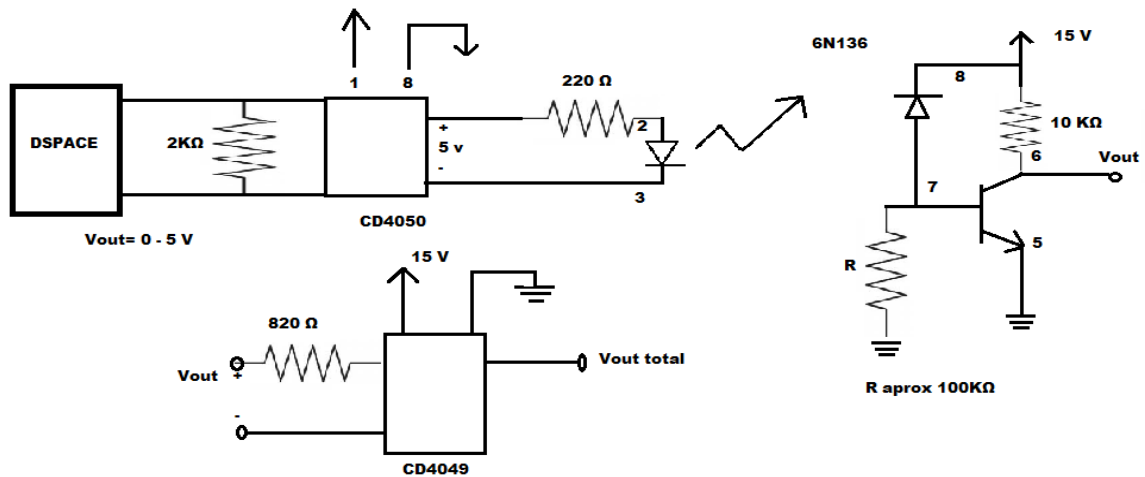 DSPACE
Vout= 0 - 5 V
2KΩ
1
8
CD4050
+
5 v
-
220 Ω
2
3
6N136
15 V
8
10 KΩ
6
Vout
7
5
R
R aprox 100KΩ
15 V
820 Ω
Vout
+
-
Vout total
CD4049